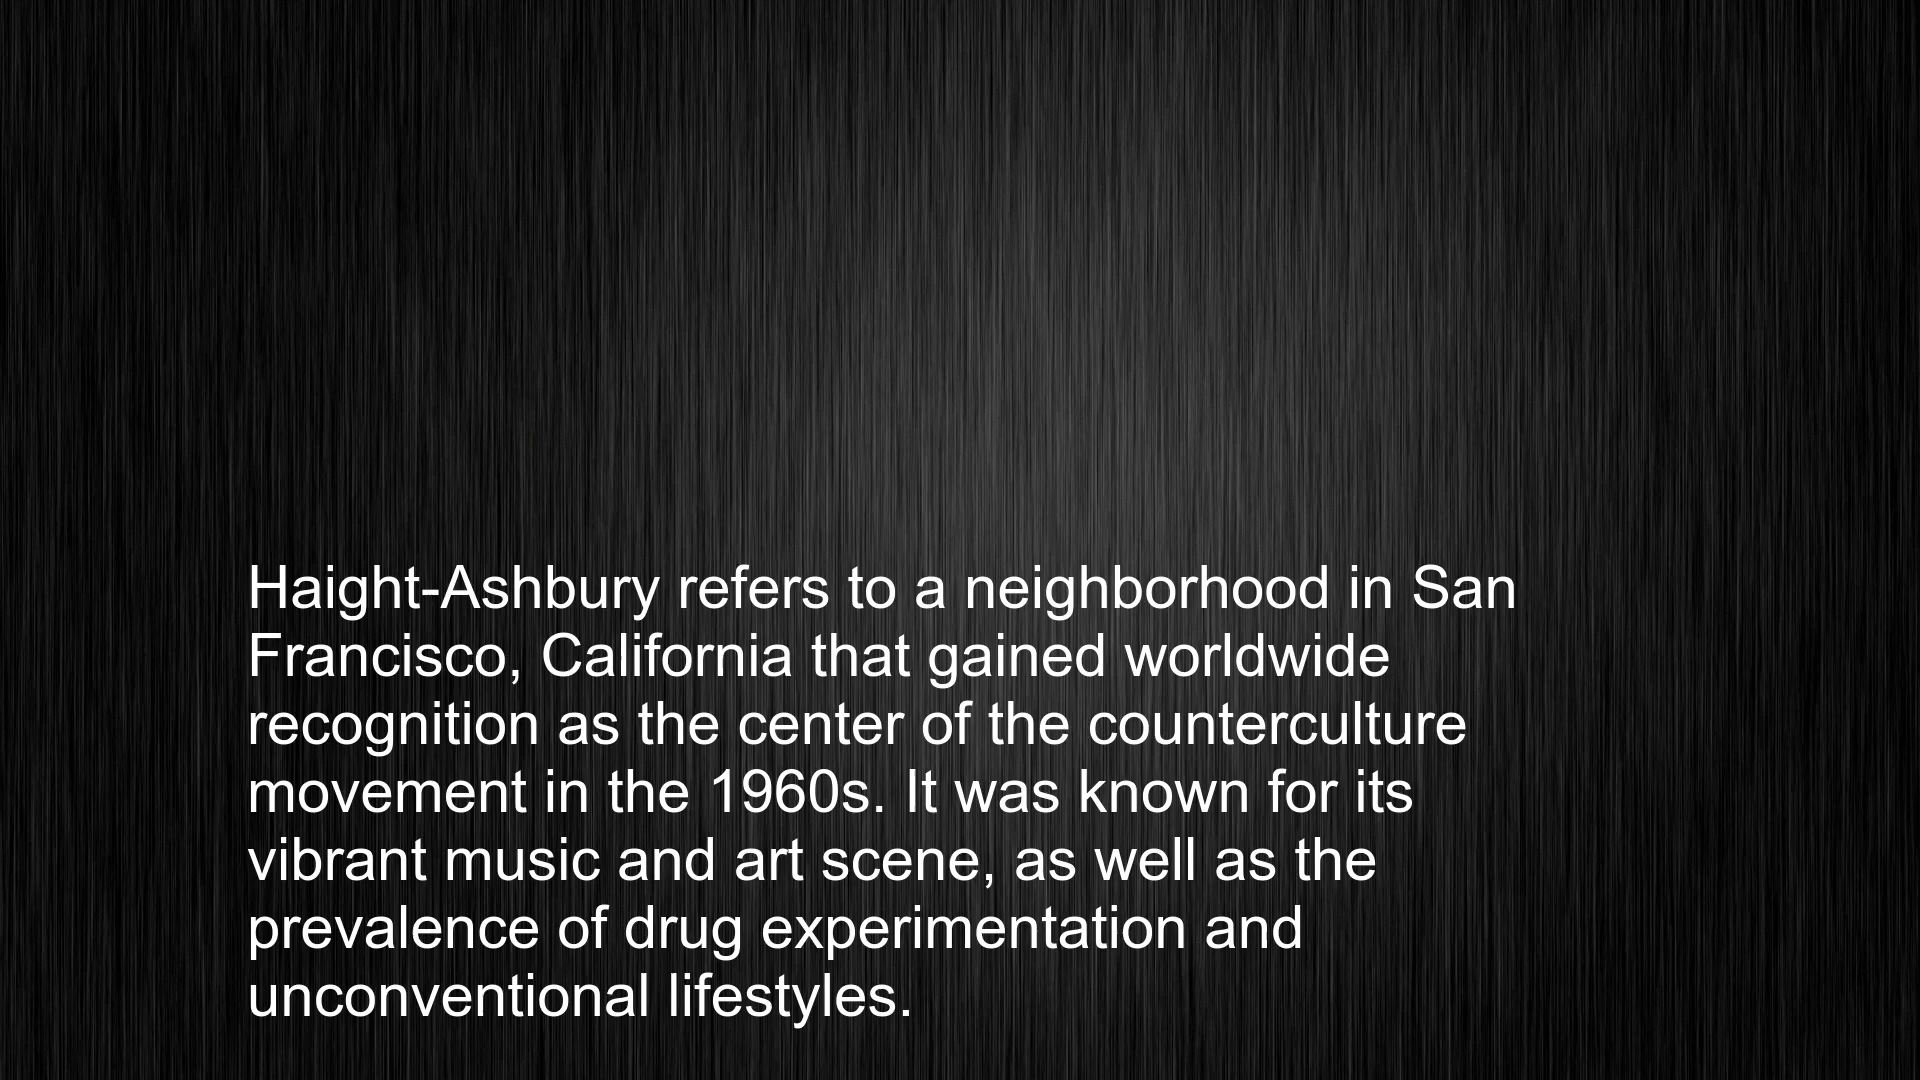 Haight-Ashbury refers to a neighborhood in San
Francisco, California that gained worldwide
recognition as the center of the counterculture
movement in the 1960s. It was known for its
vibrant music and art scene, as well as the
prevalence of drug experimentation and
unconventional lifestyles.